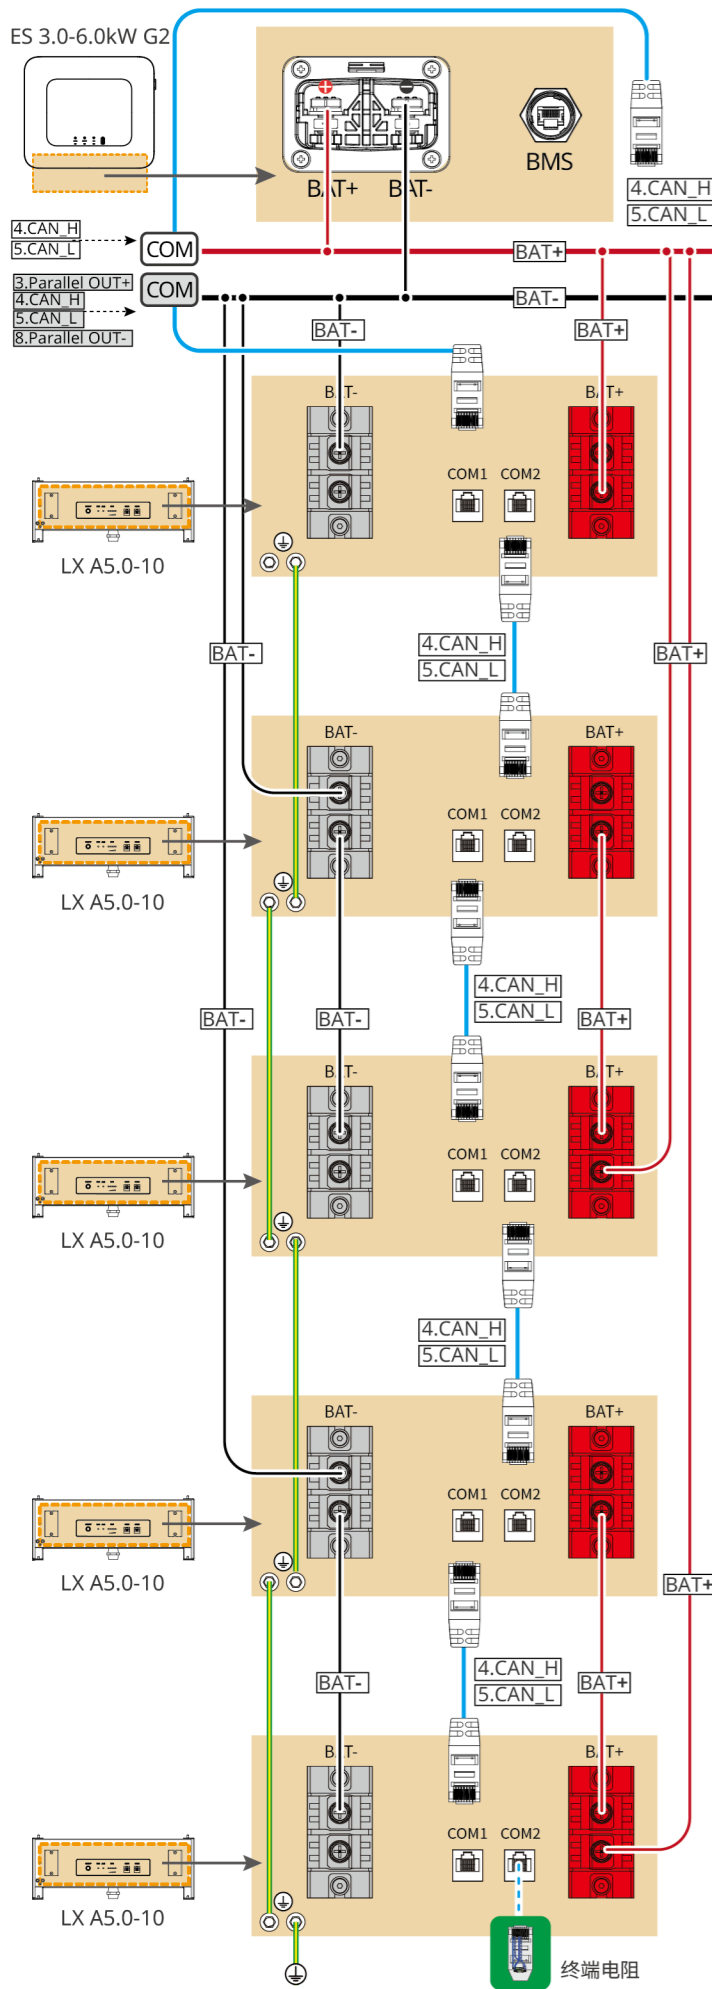 ES 3.0-6.0kW G2
BAT+ BAT-
BMS
4.CAN_H
5.CAN_L
4.CAN_H
5.CAN_L
COM
BAT+
3.Parallel OUT+
4.CAN_H
5.CAN_L
8.Parallel OUT-
COM
BAT-
BAT-
BAT+
BAT-
BAT+
COM1 COM2
LX A5.0-10
4.CAN_H
5.CAN_L
BAT-
BAT+
BAT-
BAT+
COM1 COM2
LX A5.0-10
4.CAN_H
5.CAN_L
BAT-
BAT-
BAT+
BAT-
BAT+
COM1 COM2
LX A5.0-10
4.CAN_H
5.CAN_L
BAT-
BAT+
COM1 COM2
LX A5.0-10
BAT+
4.CAN_H
5.CAN_L
BAT-
BAT+
BAT-
BAT+
COM1 COM2
LX A5.0-10
终端电阻